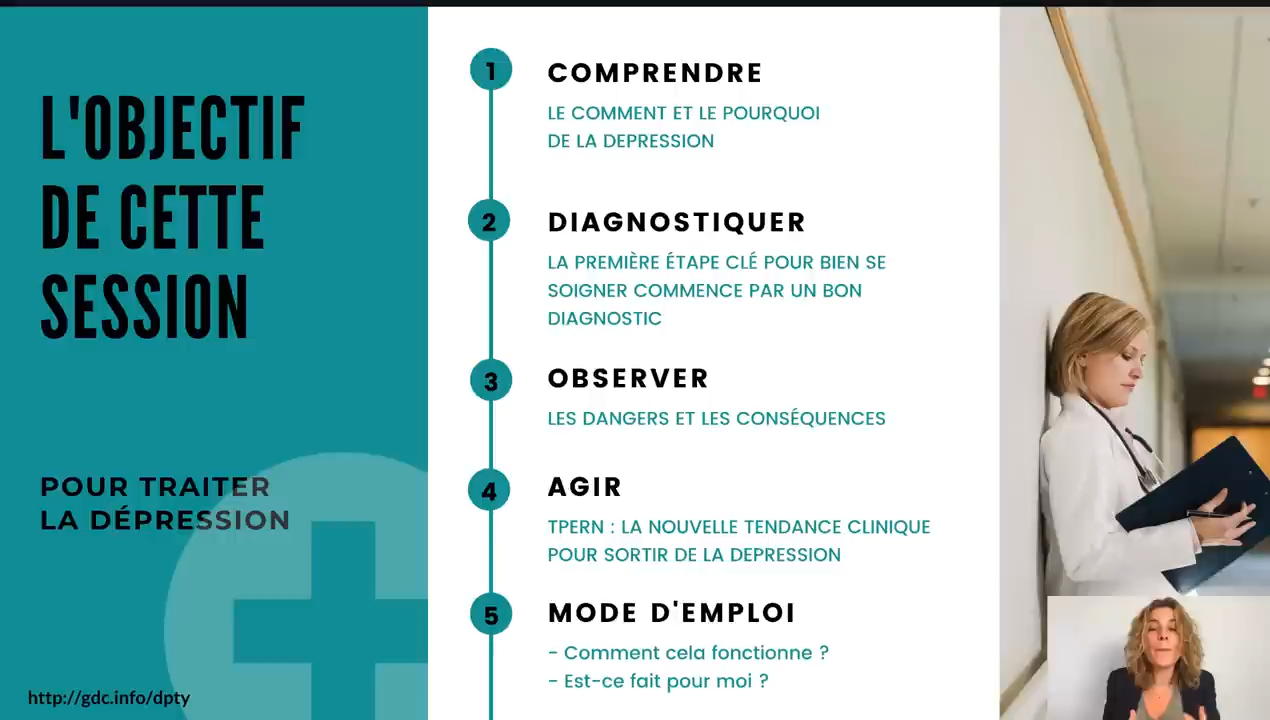 L'OBJECTIF
DE CETTE
SESSION
POUR TRAITER
LA DÉPRESSION
http://gdc.info/dpty
1
COMPRENDRE
LE COMMENT ET LE POURQUOI
DE LA DEPRESSION
2
DIAGNOSTIQUER
LA PREMIÈRE ÉTAPE CLÉ POUR BIEN SE
SOIGNER COMMENCE PAR UN BON
DIAGNOSTIC
3
OBSERVER
LES DANGERS ET LES CONSÉQUENCES
4
AGIR
TPERN : LA NOUVELLE TENDANCE CLINIQUE
POUR SORTIR DE LA DEPRESSION
5
MODE D'EMPLOI
- Comment cela fonctionne ?
- Est-ce fait pour moi ?